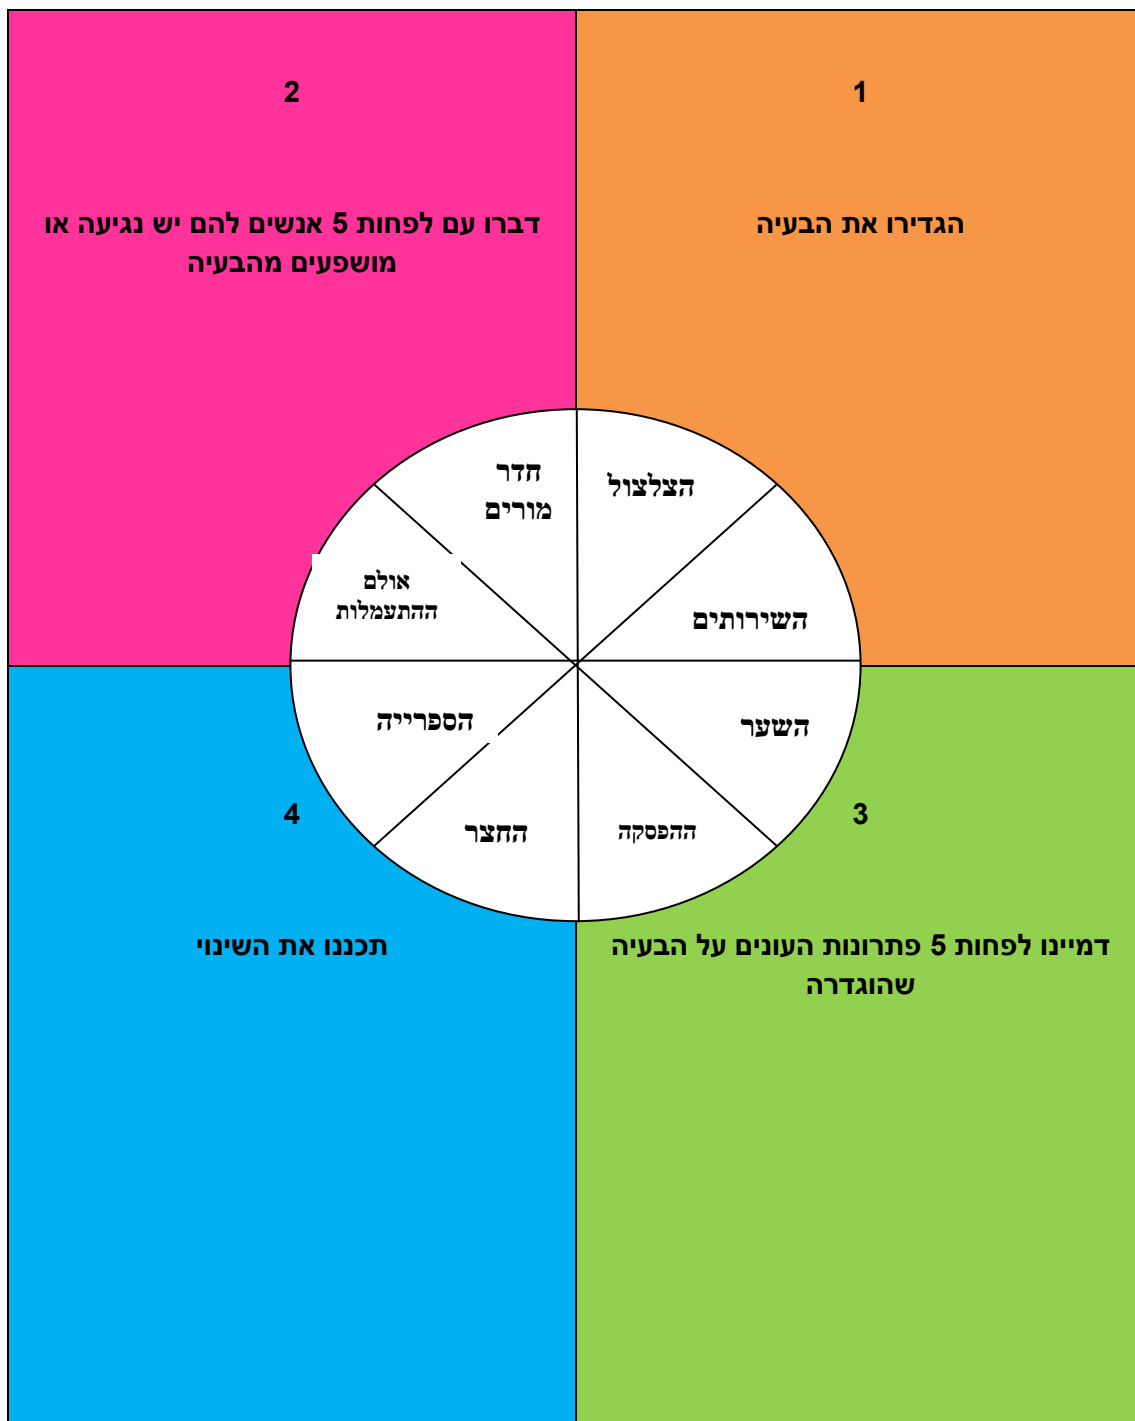 1
הגדירו את הבעיה
2
דברו עם לפחות 5 אנשים להם יש נגיעה או
מושפעים מהבעיה
הצלצול
השירותים
השער
ההפסקה
החצר
הספרייה
אולם
ההתעמלות
חדר
מורים
3
דמיינו לפחות 5 פתרונות העונים על הבעיה
שהוגדרה
4
תכננו את השינוי